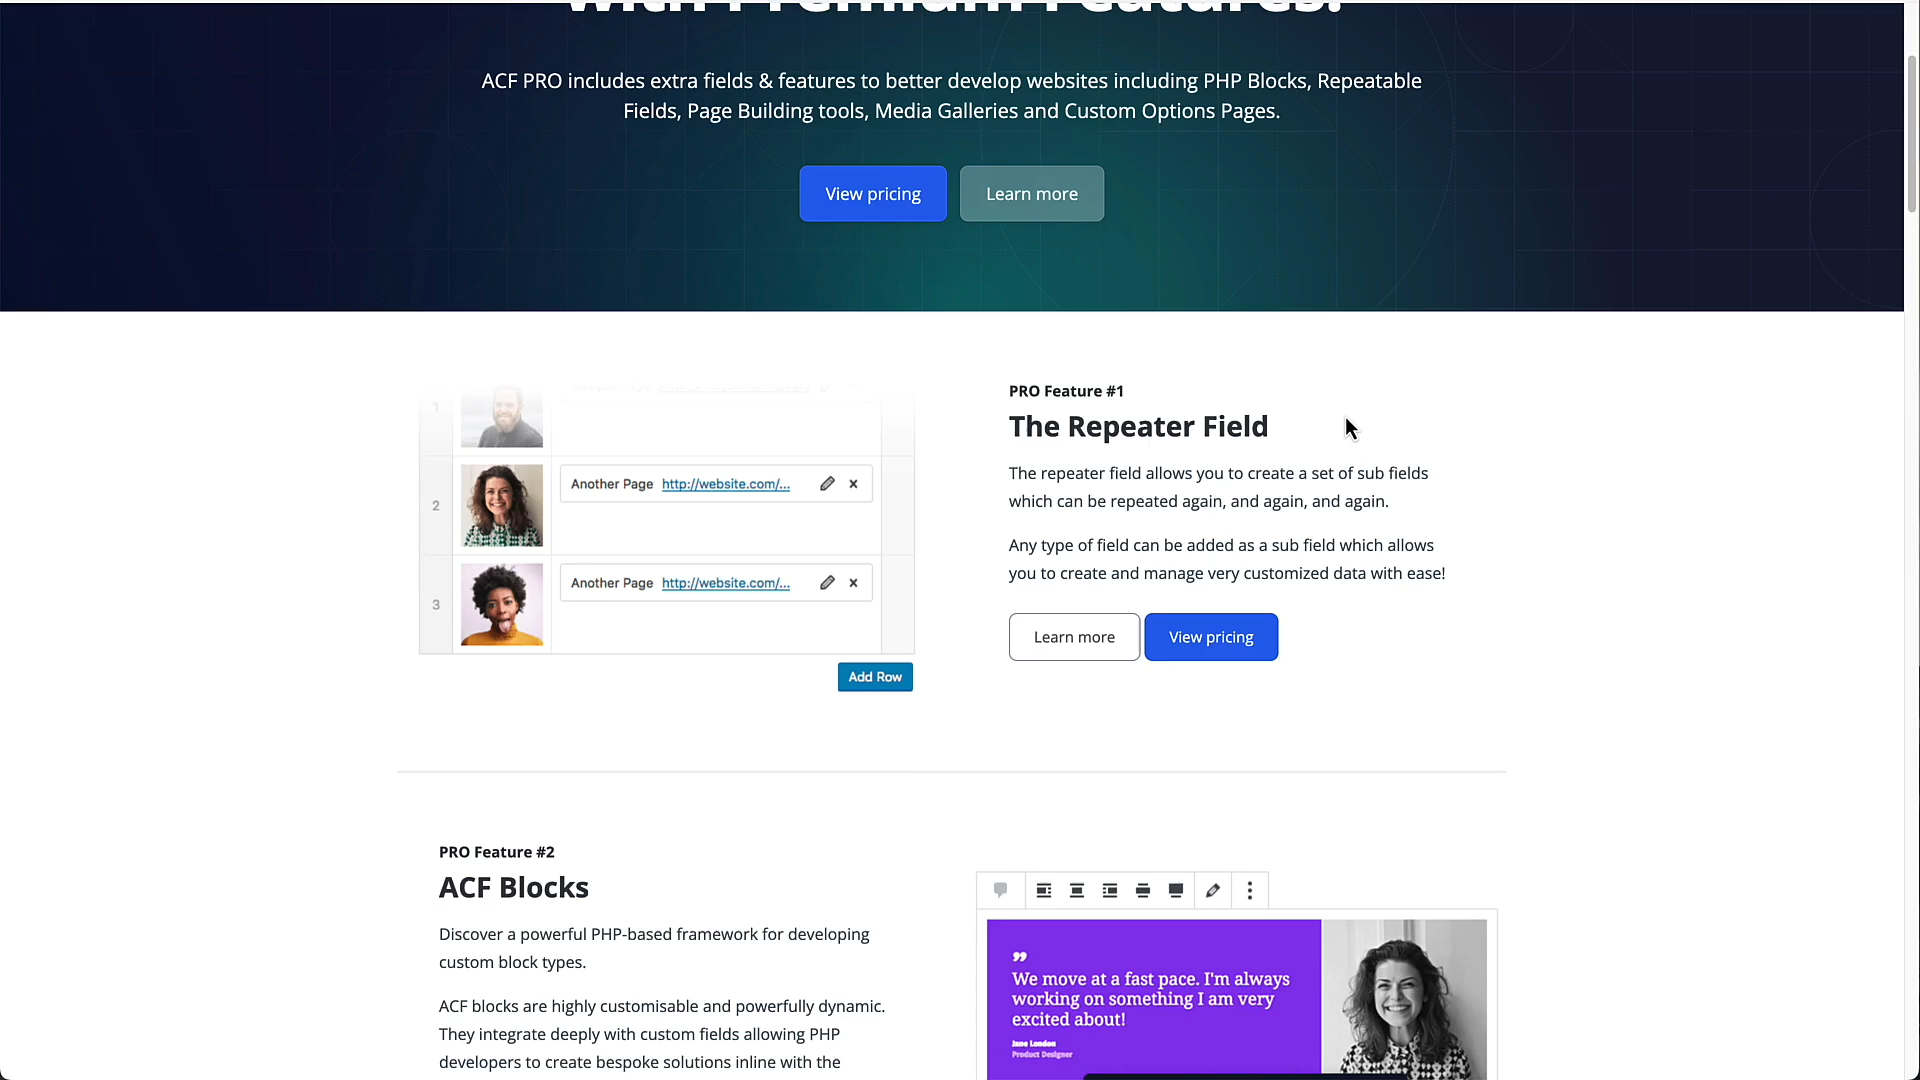 with Premium Features.
ACF PRO includes extra fields & features to better develop websites including PHP Blocks, Repeatable
Fields, Page Building tools, Media Galleries and Custom Options Pages.
View pricing
Learn more
1
2
Another Page http://website.com/...
3
Another Page http://website.com/...
Add Row
PRO Feature #1
The Repeater Field
The repeater field allows you to create a set of sub fields
which can be repeated again, and again, and again.
Any type of field can be added as a sub field which allows
you to create and manage very customized data with ease!
Learn more
View pricing
PRO Feature #2
ACF Blocks
Discover a powerful PHP-based framework for developing
custom block types.
ACF blocks are highly customisable and powerfully dynamic.
They integrate deeply with custom fields allowing PHP
developers to create bespoke solutions inline with the
”
We move at a fast pace. I'm always
working on something I am very
excited about!
Jane London
Product Designer